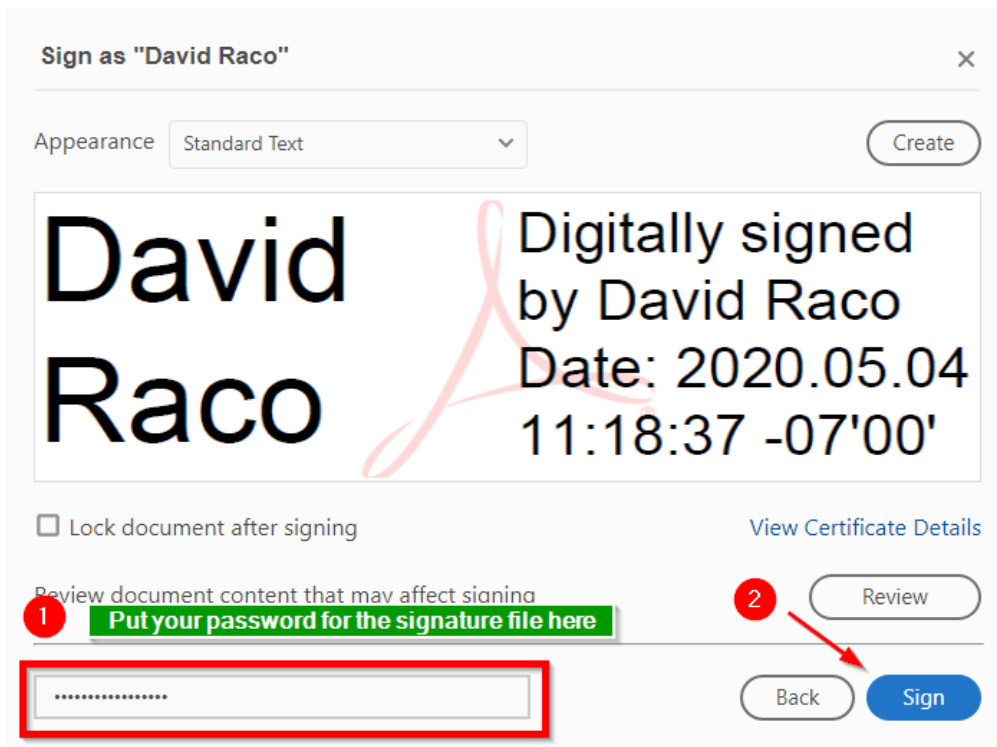 Sign as "David Raco"
Appearance Standard Text Create
David
Raco
Digitally signed
by David Raco
Date: 2020.05.04
11:18:37 -07'00'
Lock document after signing View Certificate Details
Review document content that may affect signing
Review
1 Put your password for the signature file here
2
Back Sign